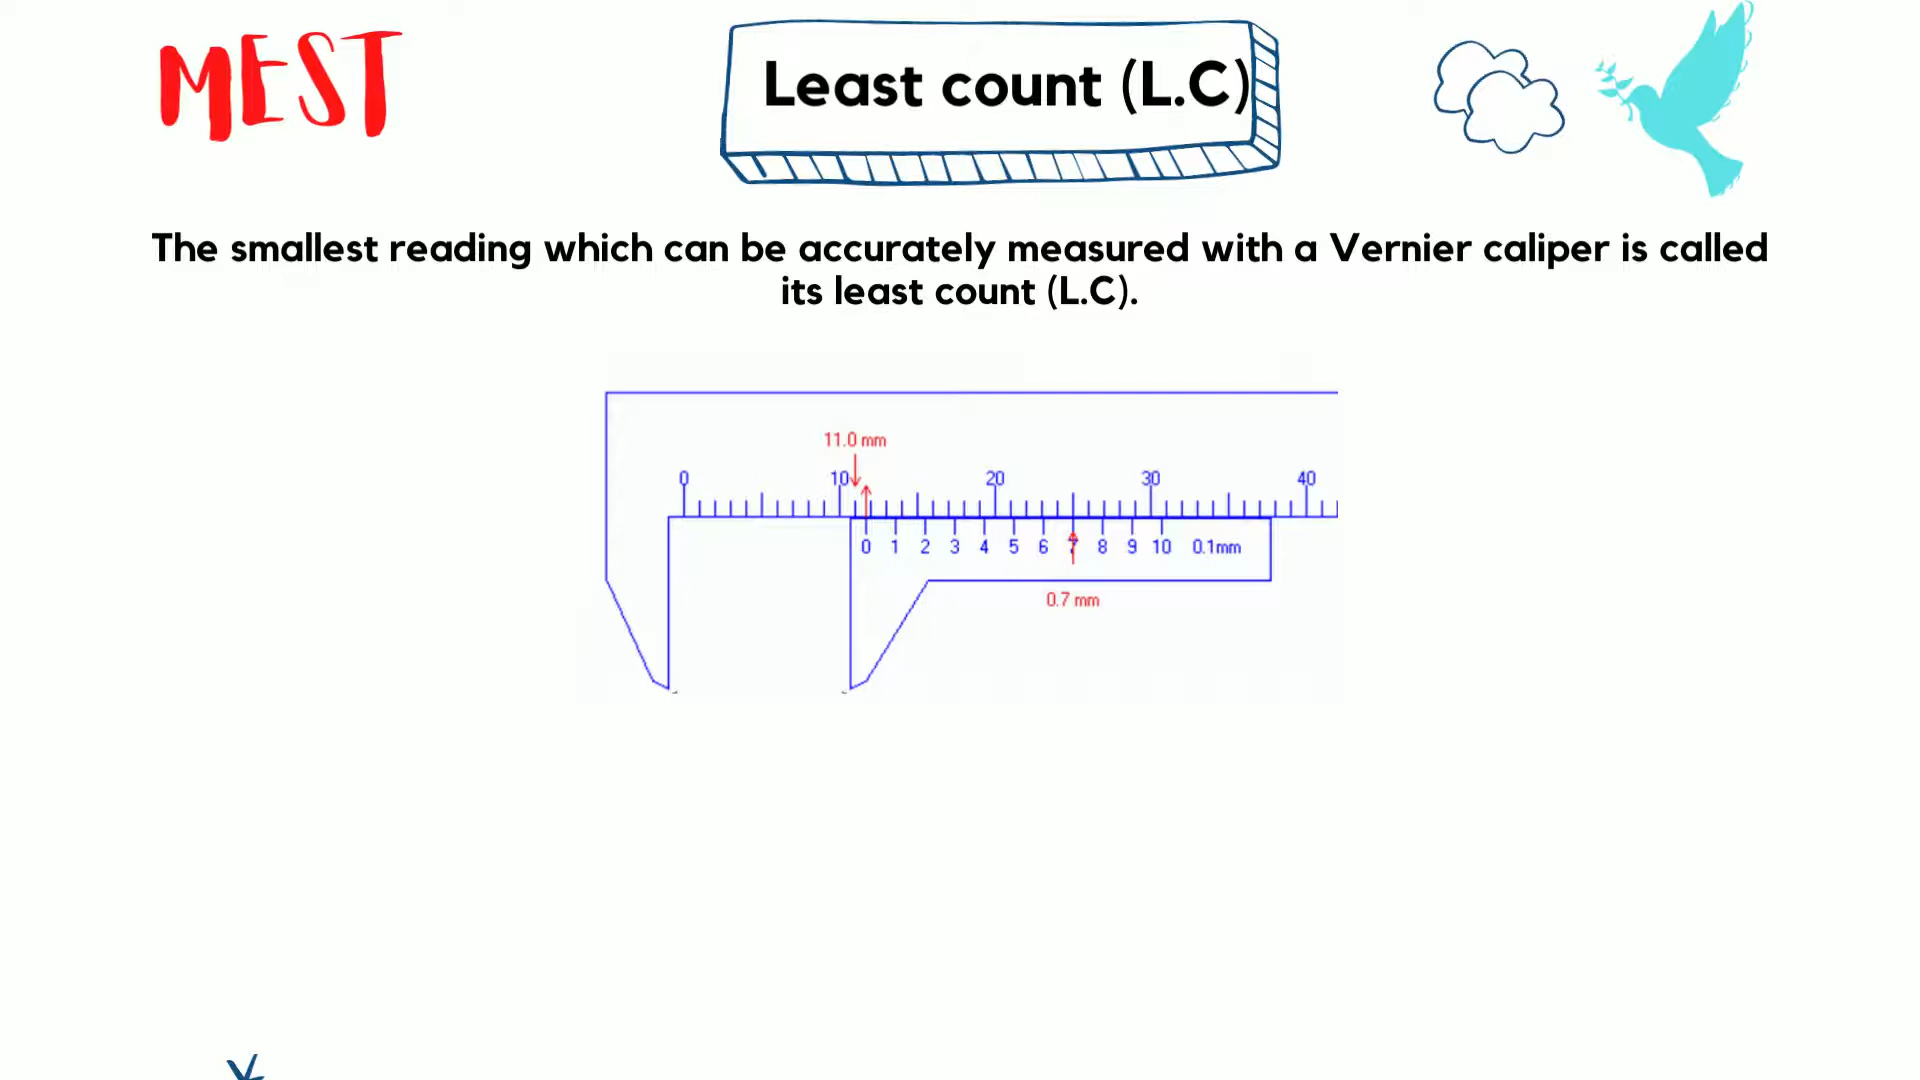 MEST
Least count (L.C)
The smallest reading which can be accurately measured with a Vernier caliper is called
its least count (L.C).
11.0 mm
0 10 20 30 40
0 1 2 3 4 5 6 7 8 9 10 0.1mm
0.7 mm